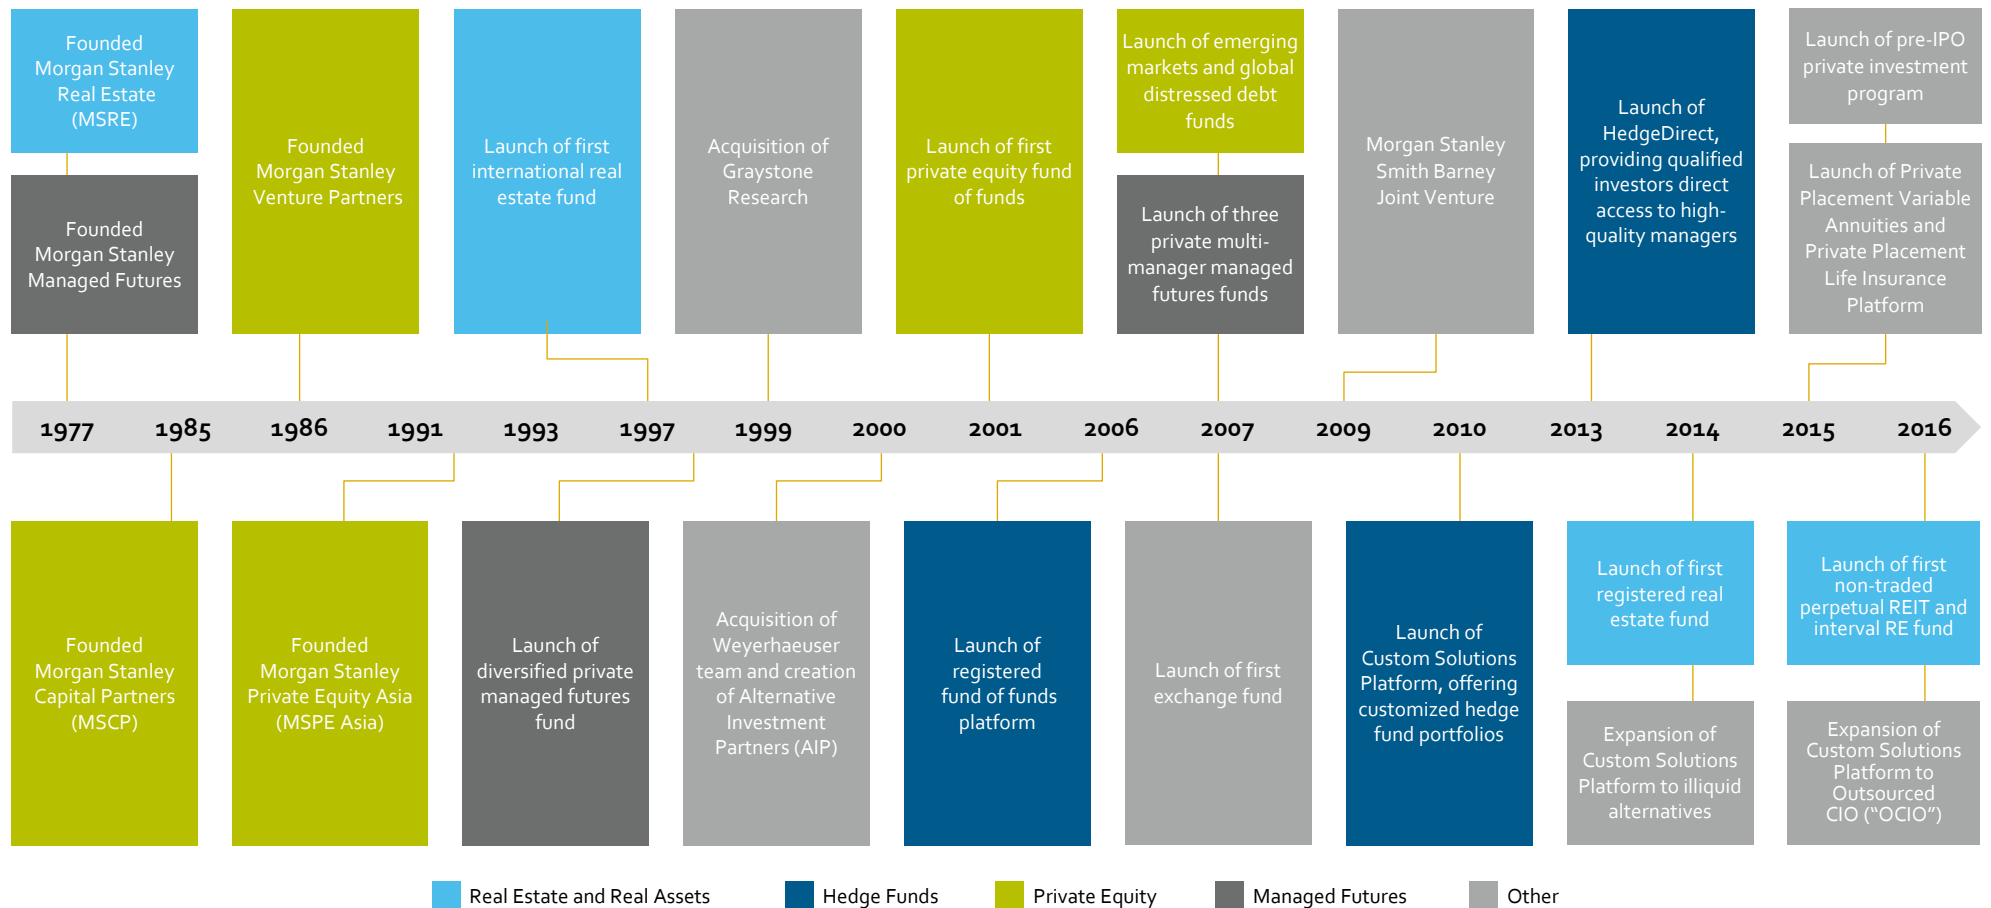 Founded
Morgan Stanley
Real Estate
(MSRE)
Founded
Morgan Stanley
Managed Futures
Founded
Morgan Stanley
Venture Partners
Launch of first
international real
estate fund
Acquisition of
Graystone
Research
Launch of first
private equity fund
of funds
Launch of emerging
markets and global
distressed debt
funds
Launch of three
private multi-
manager managed
futures funds
Morgan Stanley
Smith Barney
Joint Venture
Launch of
HedgeDirect,
providing qualified
investors direct
access to high-
quality managers
Launch of pre-IPO
private investment
program
Launch of Private
Placement Variable
Annuities and
Private Placement
Life Insurance
Platform
1977 1985 1986 1991 1993 1997 1999 2000 2001 2006 2007 2009 2010 2013 2014 2015 2016
Founded
Morgan Stanley
Capital Partners
(MSCP)
Founded
Morgan Stanley
Private Equity Asia
(MSPE Asia)
Launch of
diversified private
managed futures
fund
Acquisition of
Weyerhaeuser
team and creation
of Alternative
Investment
Partners (AIP)
Launch of
registered
fund of funds
platform
Launch of first
exchange fund
Launch of
Custom Solutions
Platform, offering
customized hedge
fund portfolios
Launch of first
registered real
estate fund
Expansion of
Custom Solutions
Platform to illiquid
alternatives
Launch of first
non-traded
perpetual REIT and
interval RE fund
Expansion of
Custom Solutions
Platform to
Outsourced
CIO (“OCIO”)
Real Estate and Real Assets
Hedge Funds
Private Equity
Managed Futures
Other